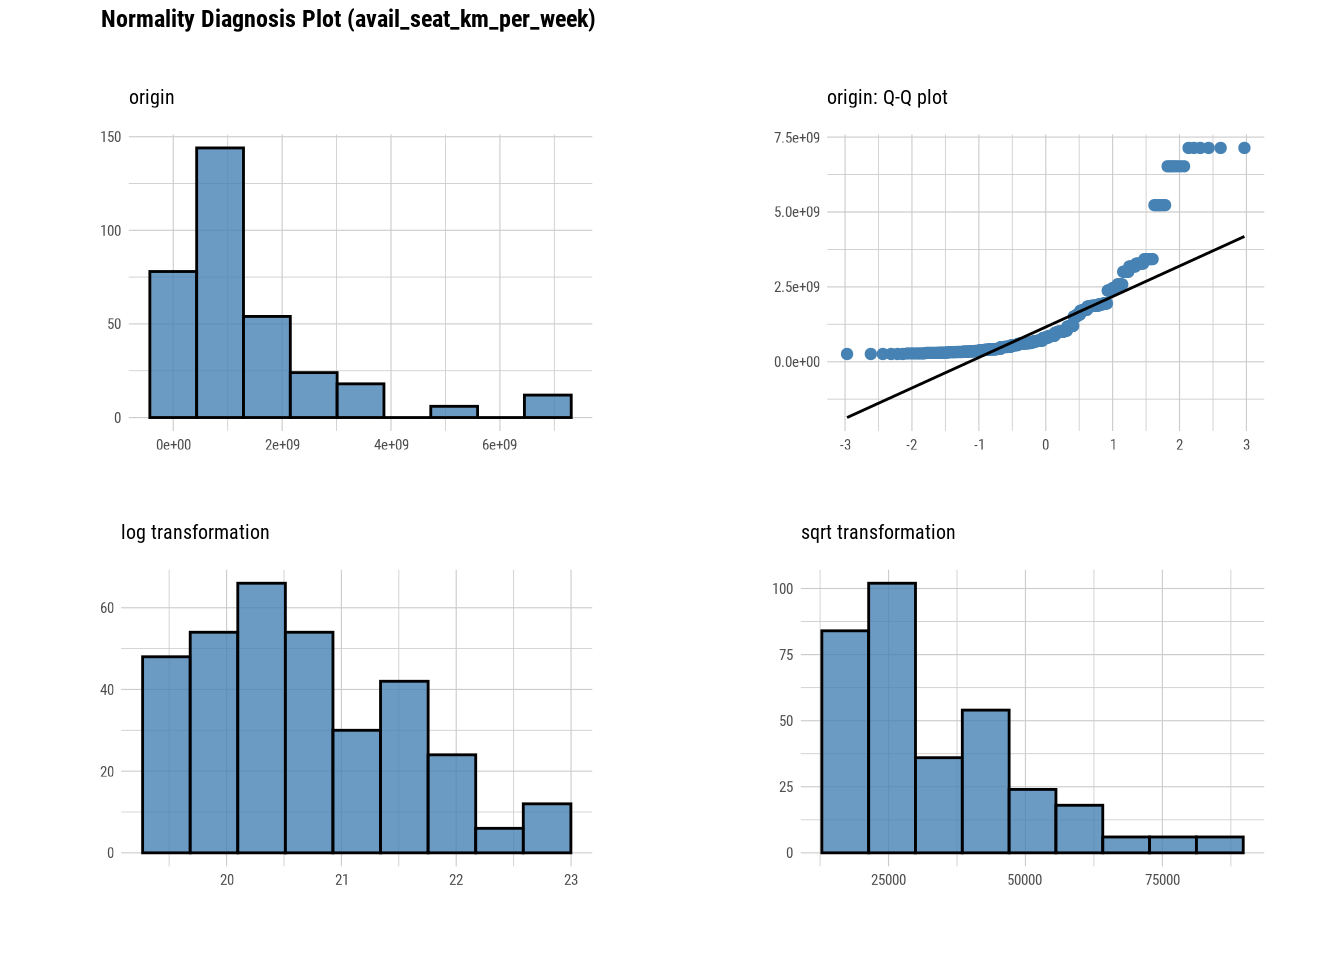 Normality Diagnosis Plot (avail_seat_km_per_week)
origin
150
100
50
0
0e+00 2e+09 4e+09 6e+09
origin: Q-Q plot
7.5e+09
5.0e+09
2.5e+09
0.0e+00
-3 -2 -1 0 1 2 3
log transformation
60
40
20
0
20 21 22 23
sqrt transformation
100
75
50
25
0
25000 50000 75000